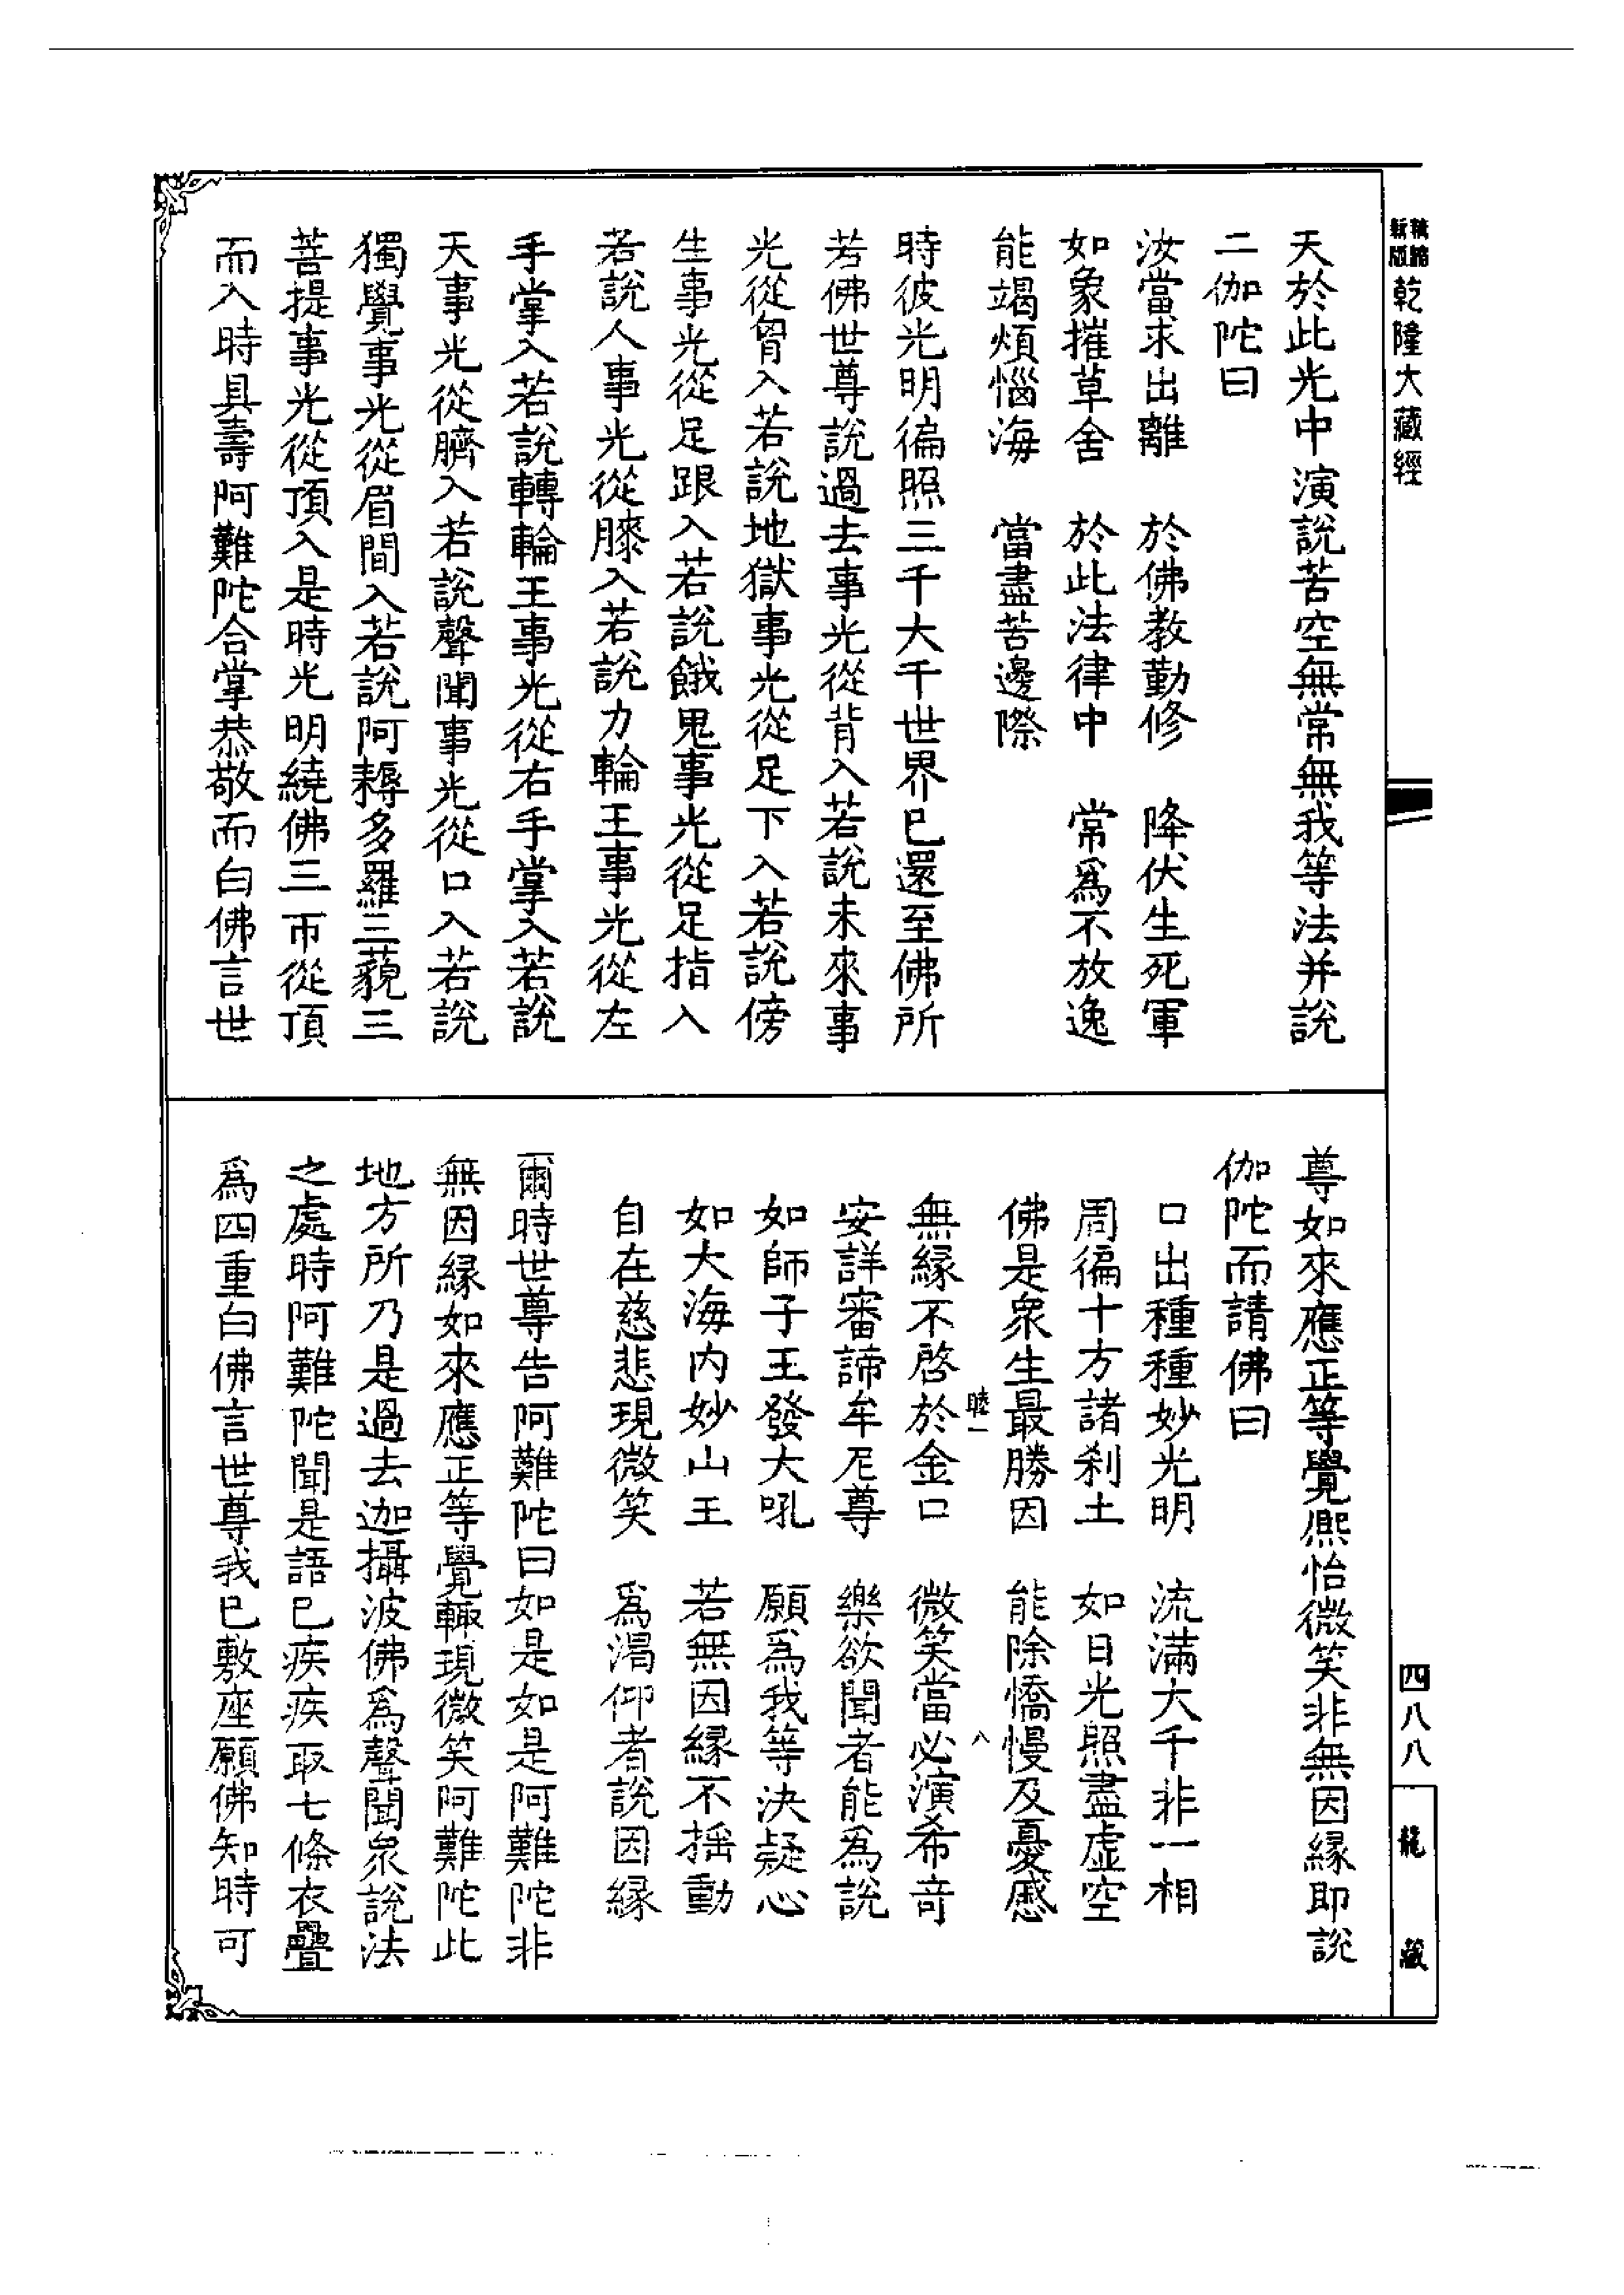 新版
精縮
乾隆大藏經
天於此光中演說苦空無常無我等法并說
二伽陀曰
汝當求出離　於佛教勤修　降伏生死軍
如象摧草舍　於此法律中　常爲不放逸
能竭煩惱海　當盡苦邊際
時彼光明徧照三千大千世界已還至佛所
若佛世尊說過去事光從背入若說未來事
光從胷入若說地獄事光從足下入若說傍
生事光從足跟入若說餓鬼事光從足指入
若說人事光從膝入若說力輪王事光從左
手掌入若說轉輪王事光從右手掌入若說
天事光從臍入若說聲聞事光從口入若說
獨覺事光從眉間入若說阿耨多羅三藐三
菩提事光從頂入是時光明繞佛三帀從頂
而入時具壽阿難陀合掌恭敬而白佛言世
尊如來應正等覺熈怡微笑非無因緣即說
伽陀而請佛曰
口出種種妙光明　流滿大千非一相
周徧十方諸刹土　如日光照盡虛空
佛是衆生最勝因　能除憍慢及憂慼
睦一　八
無緣不啓於金口　微笑當必演希奇
安詳審諦牟尼尊　樂欲聞者能爲說
如師子王發大吼　願爲我等決疑心
如大海內妙山王　若無因緣不摇動
自在慈悲現微笑　爲渴仰者說因緣
爾時世尊告阿難陀曰如是如是阿難陀非
無因緣如來應正等覺輙現微笑阿難陀此
地方所乃是過去迦攝波佛爲聲聞衆說法
之處時阿難陀聞是語已疾疾取七條衣疊
爲四重白佛言世尊我已敷座願佛知時可
四八八
龍藏